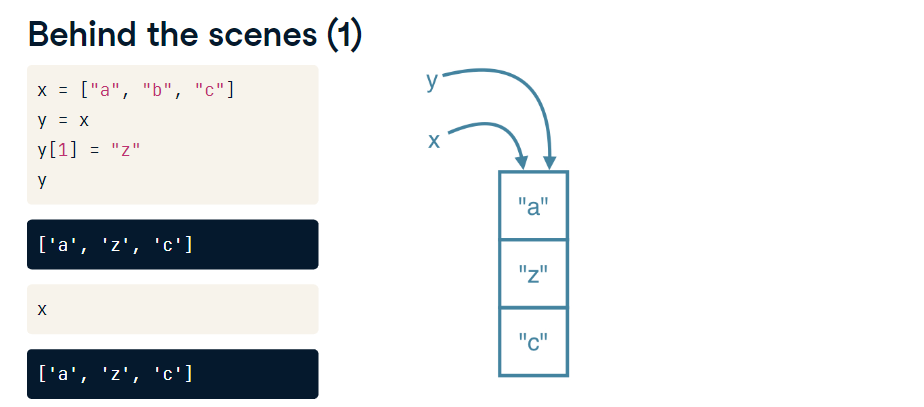 Behind the scenes (1)
x = ["a", "b", "c"]
y = x
y[1] = "z"
y
['a', 'z', 'c']
x
['a', 'z', 'c']
y
x
"a"
"z"
"c"